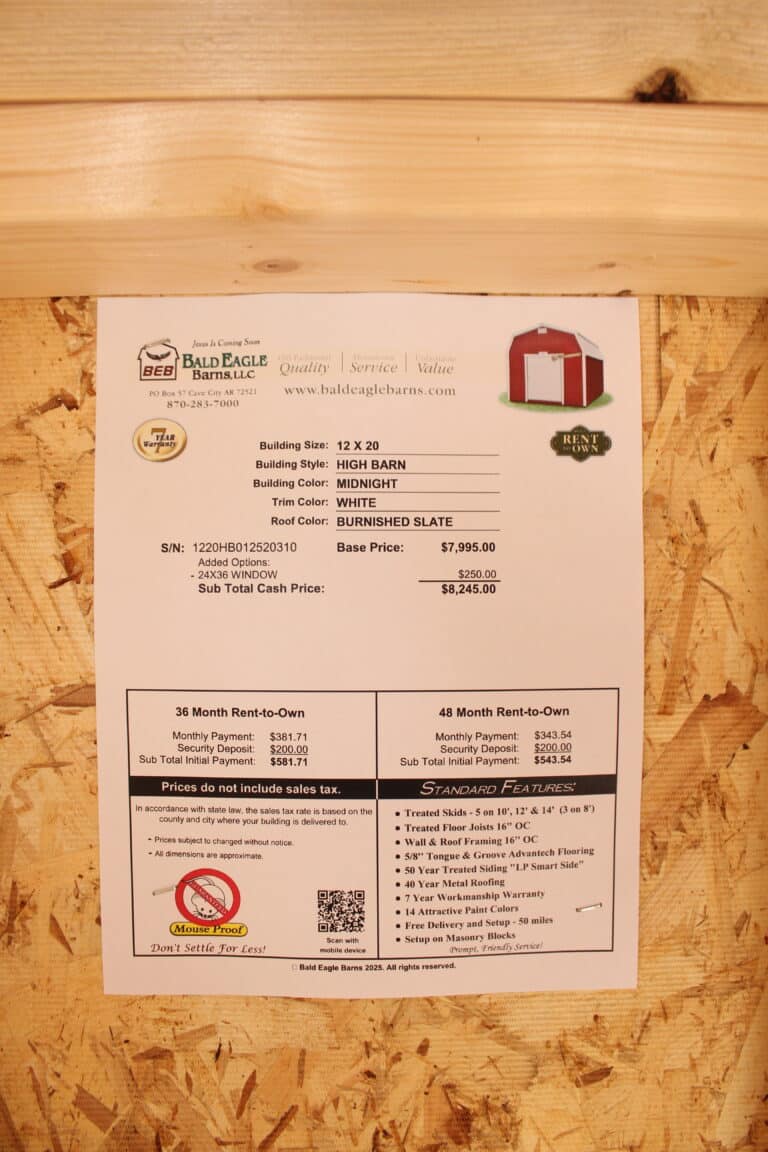 Jesus Is Coming Soon
BEB
BALD EAGLE
BARNS, LLC
Quality | Service | Value
PO Box 57 Cave City AR 72521
870-283-7000
www.baldeaglebarns.com
7 YEAR
Warranty
RENT
TO OWN
Building Size: 12 X 20
Building Style: HIGH BARN
Building Color: MIDNIGHT
Trim Color: WHITE
Roof Color: BURNISHED SLATE
S/N: 1220HB012520310 Base Price: $7,995.00
Added Options:
- 24X36 WINDOW $250.00
Sub Total Cash Price: $8,245.00
36 Month Rent-to-Own
Monthly Payment: $381.71
Security Deposit: $200.00
Sub Total Initial Payment: $581.71
48 Month Rent-to-Own
Monthly Payment: $343.54
Security Deposit: $200.00
Sub Total Initial Payment: $543.54
Prices do not include sales tax.
In accordance with state law, the sales tax rate is based on the
county and city where your building is delivered to.
- Prices subject to changed without notice.
- All dimensions are approximate.
Mouse Proof
Don't Settle For Less!
Scan with
mobile device
STANDARD FEATURES:
• Treated Skids - 5 on 10', 12' & 14' (3 on 8')
• Treated Floor Joists 16" OC
• Wall & Roof Framing 16" OC
• 5/8" Tongue & Groove Advantech Flooring
• 50 Year Treated Siding "LP Smart Side"
• 40 Year Metal Roofing
• 7 Year Workmanship Warranty
• 14 Attractive Paint Colors
• Free Delivery and Setup - 50 miles
• Setup on Masonry Blocks
Prompt, Friendly Service!
□ Bald Eagle Barns 2025. All rights reserved.